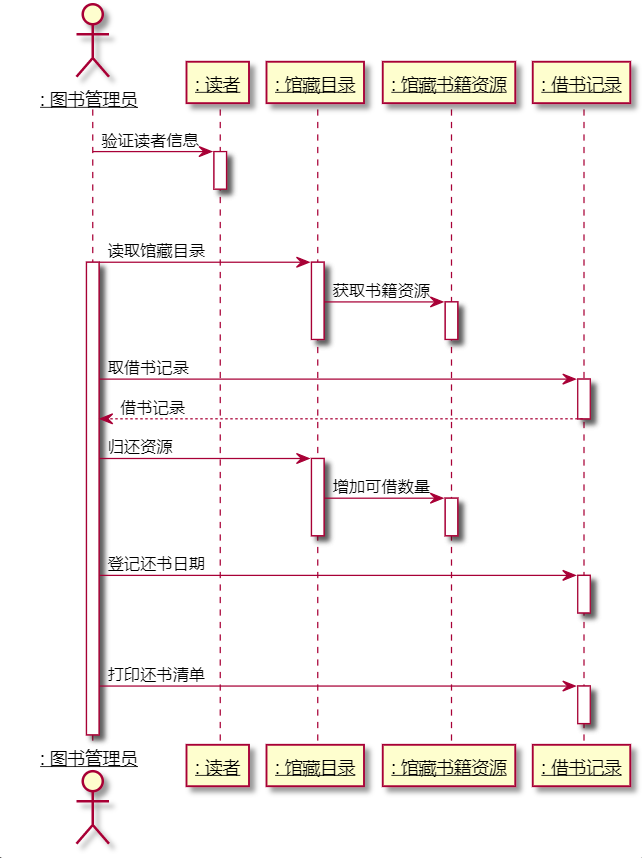 : 图书管理员
: 读者
: 馆藏目录
: 馆藏书籍资源
: 借书记录
验证读者信息
读取馆藏目录
获取书籍资源
取借书记录
借书记录
归还资源
增加可借数量
登记还书日期
打印还书清单
: 图书管理员
: 读者
: 馆藏目录
: 馆藏书籍资源
: 借书记录